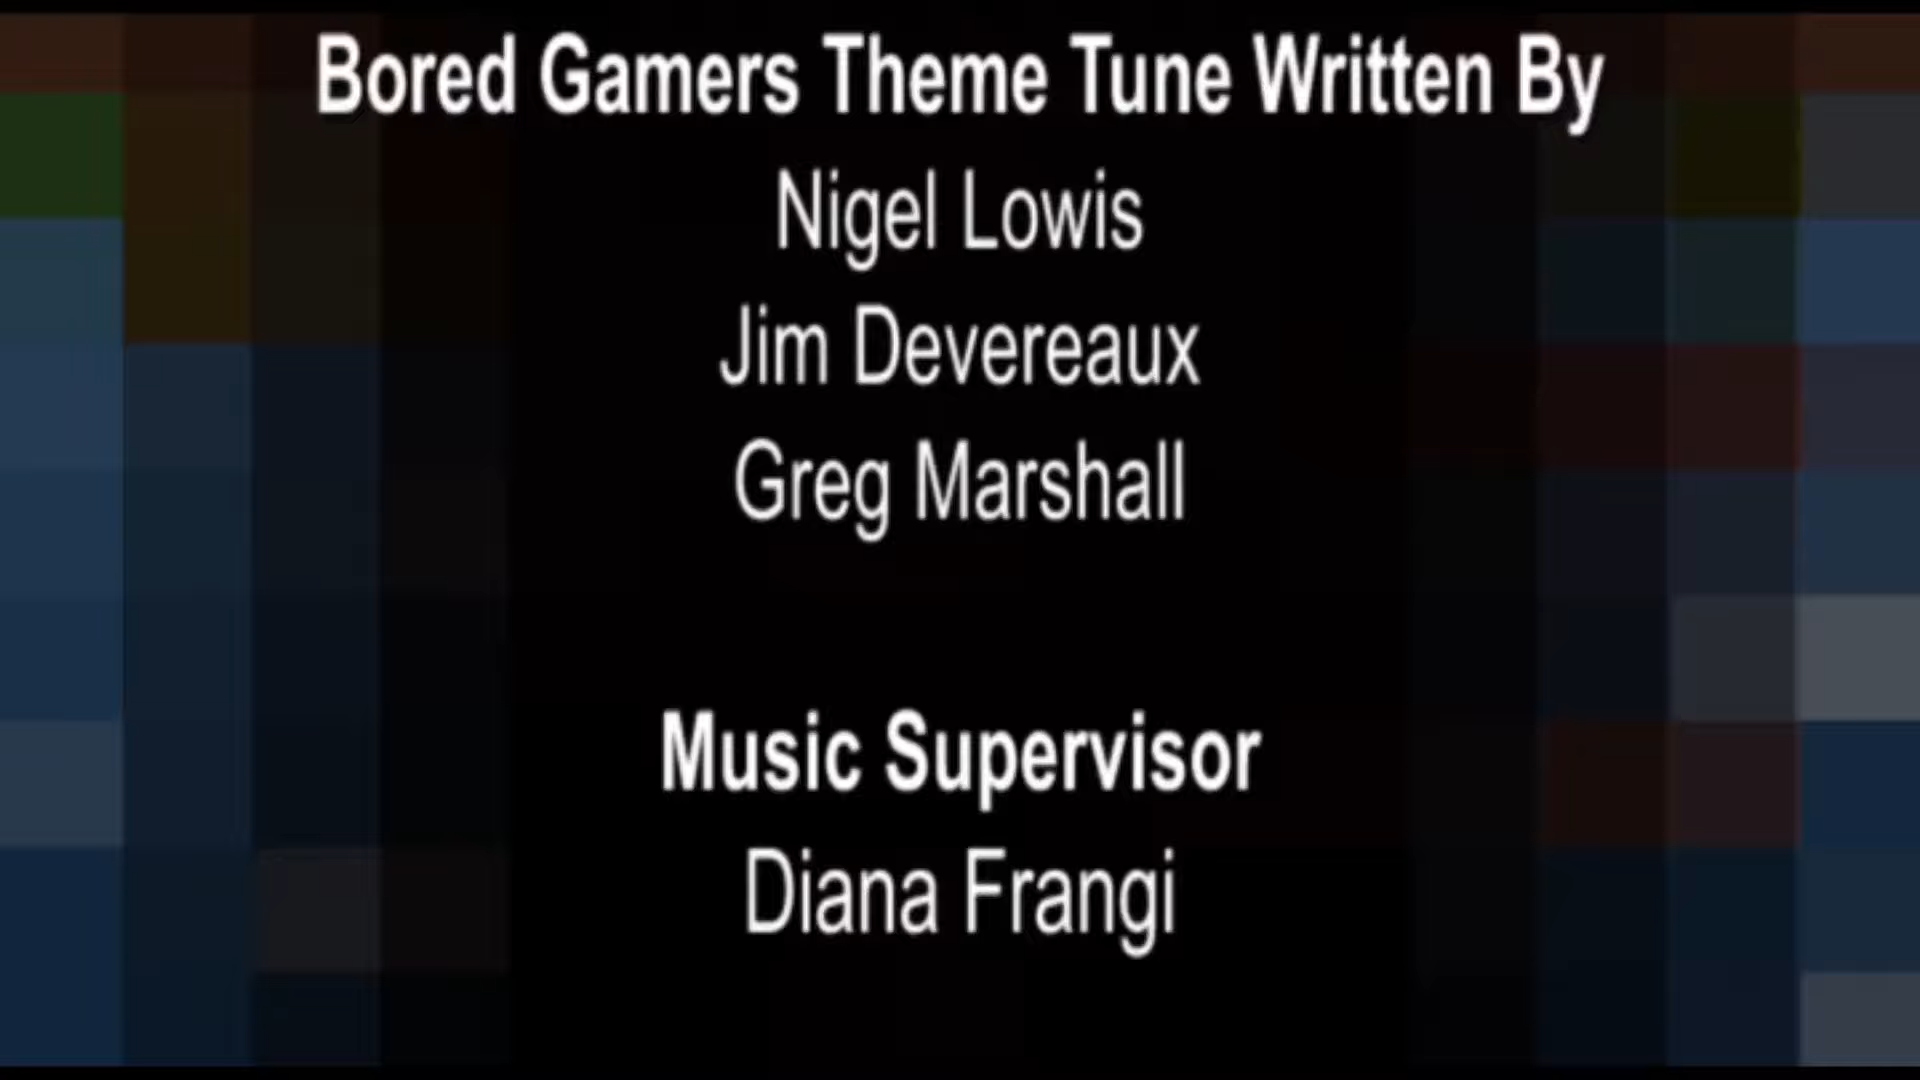 Bored Gamers Theme Tune Written By
Nigel Lowis
Jim Devereaux
Greg Marshall
Music Supervisor
Diana Frangi